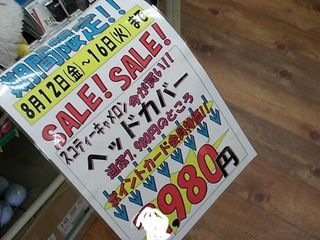 期間限定!!
8月12日(金)~16日(火)まで
SALE! SALE!
スコティーキャメロン今が買い!!
ヘッドカバー
通常7,980円のところ
ポイントカード会員特価!!
,980円